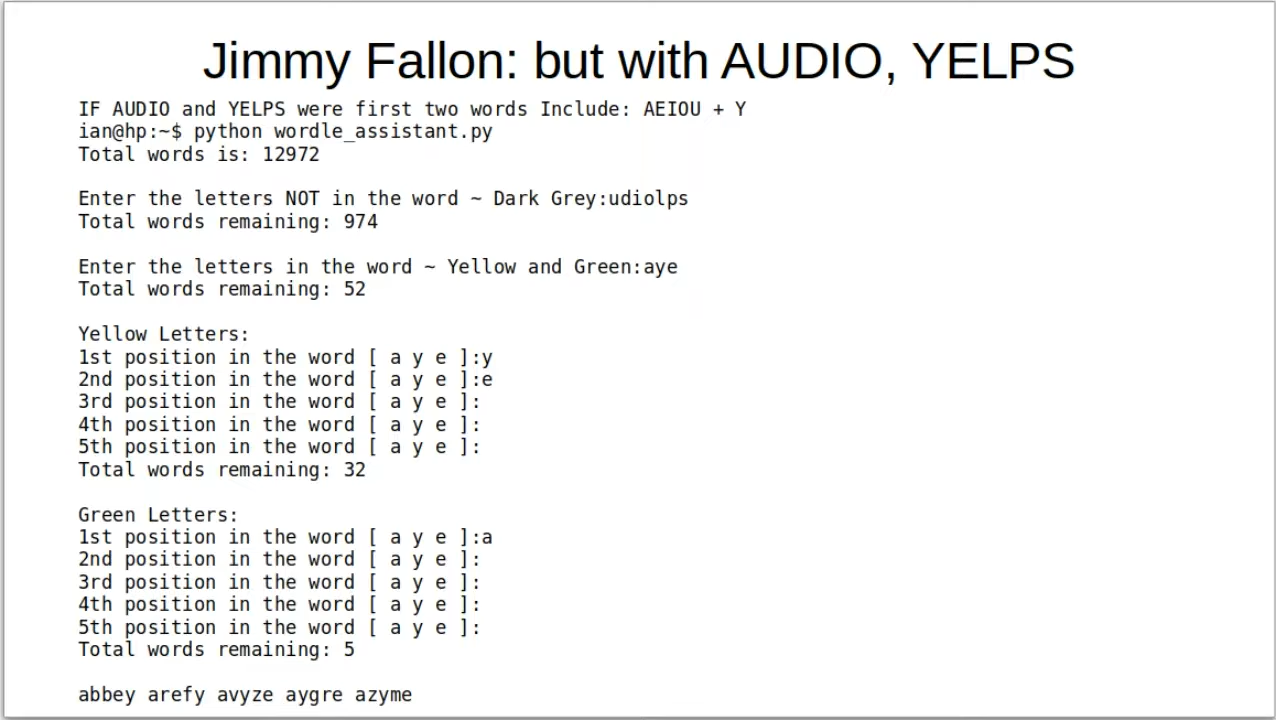 Jimmy Fallon: but with AUDIO, YELPS
IF AUDIO and YELPS were first two words Include: AEIOU + Y
ian@hp:~$ python wordle_assistant.py
Total words is: 12972
Enter the letters NOT in the word ~ Dark Grey:udiolps
Total words remaining: 974
Enter the letters in the word ~ Yellow and Green:aye
Total words remaining: 52
Yellow Letters:
1st position in the word [ a y e ]:y
2nd position in the word [ a y e ]:e
3rd position in the word [ a y e ]:
4th position in the word [ a y e ]:
5th position in the word [ a y e ]:
Total words remaining: 32
Green Letters:
1st position in the word [ a y e ]:a
2nd position in the word [ a y e ]:
3rd position in the word [ a y e ]:
4th position in the word [ a y e ]:
5th position in the word [ a y e ]:
Total words remaining: 5
abbey arefy avyze aygre azyme